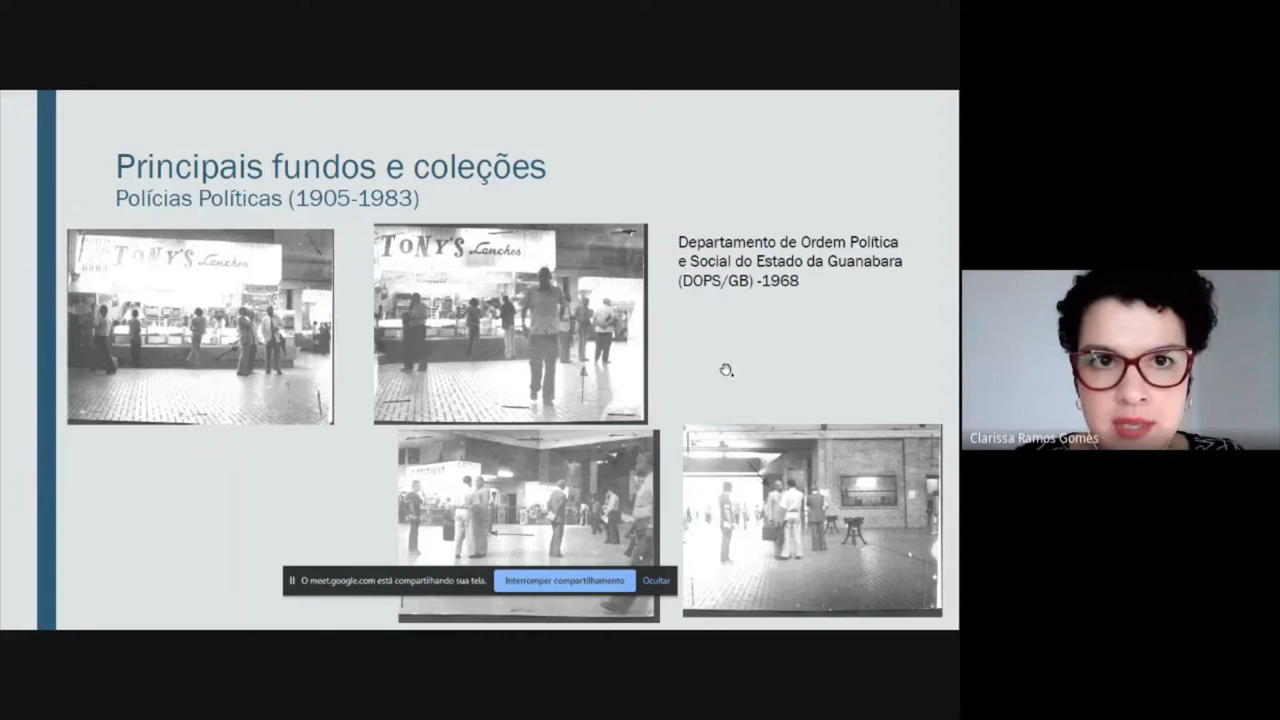 Principais fundos e coleções
Polícias Políticas (1905-1983)
TONY'S Lanches
TONY'S Lanches
Departamento de Ordem Política
e Social do Estado da Guanabara
(DOPS/GB) -1968
Clarissa Ramos Gomes
O meet.google.com está compartilhando sua tela.
Interromper compartilhamento
Ocultar